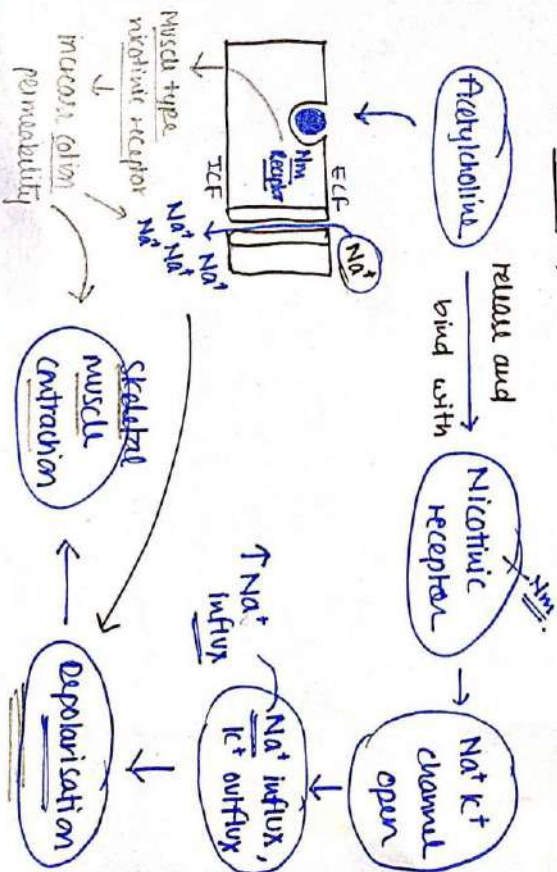 Acetylcholine
release and
bind with
Nicotinic
receptor
Nm
Na⁺ K⁺
channel
open
Na⁺ influx,
K⁺ outflux
↑ Na⁺
influx
Depolarisation
Skeletal
muscle
contraction
ECF
Nm
Receptor
ICF
Na⁺
Na⁺ Na⁺
Na⁺ Na⁺
Muscle type
nicotinic receptor
increase cation
permeability